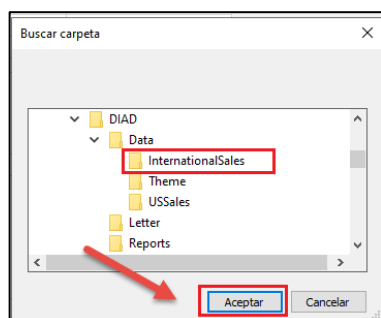 Buscar carpeta
DIAD
Data
InternationalSales
Theme
USSales
Letter
Reports
Aceptar
Cancelar